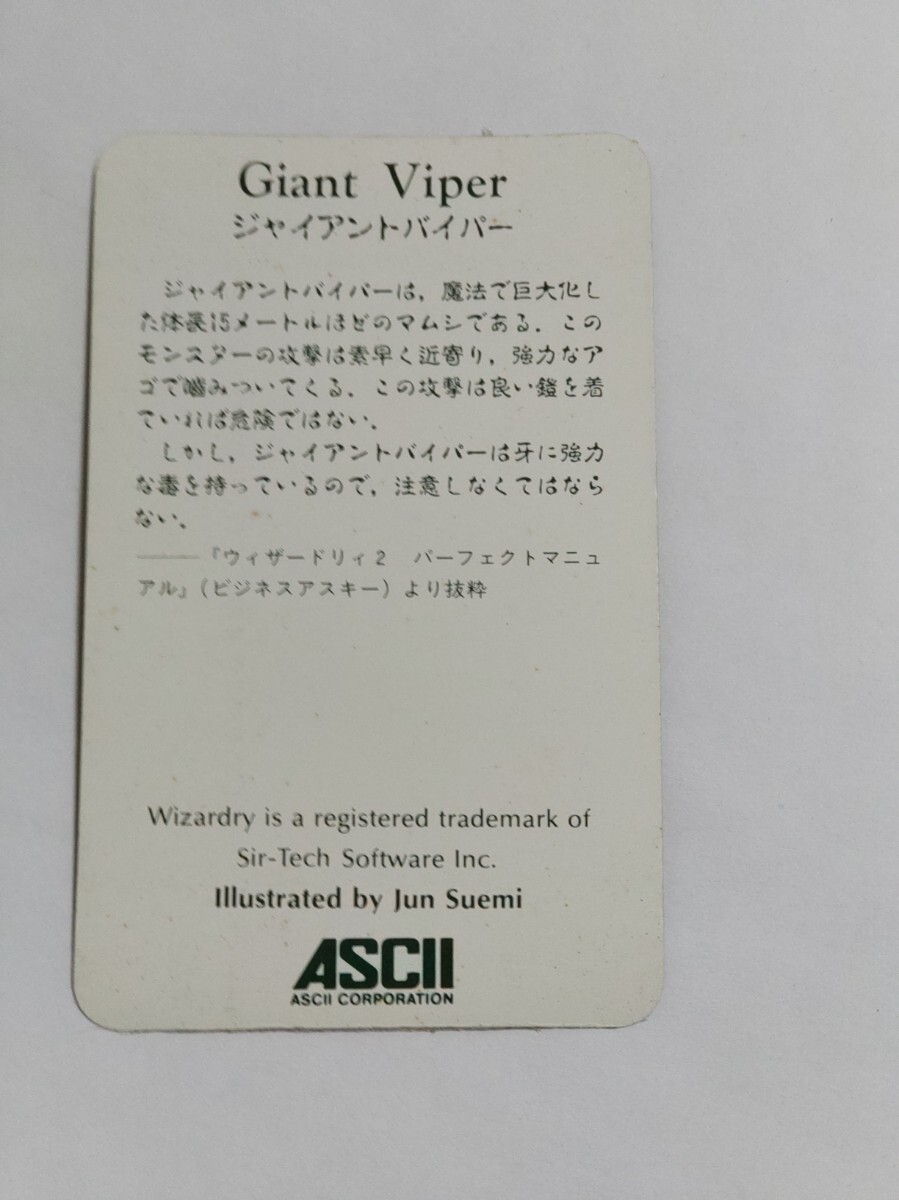 Giant Viper
ジャイアントバイパー
ジャイアントバイパーは，魔法で巨大化し
た体長15メートルほどのマムシである．この
モンスターの攻撃は素早く近寄り，強力なア
ゴで噛みついてくる．この攻撃は良い鎧を着
ていれば危険ではない．
しかし，ジャイアントバイパーは牙に強力
な毒を持っているので，注意しなくてはなら
ない．
――『ウィザードリィ2　パーフェクトマニュ
アル』（ビジネスアスキー）より抜粋
Wizardry is a registered trademark of
Sir-Tech Software Inc.
Illustrated by Jun Suemi
ASCII
ASCII CORPORATION